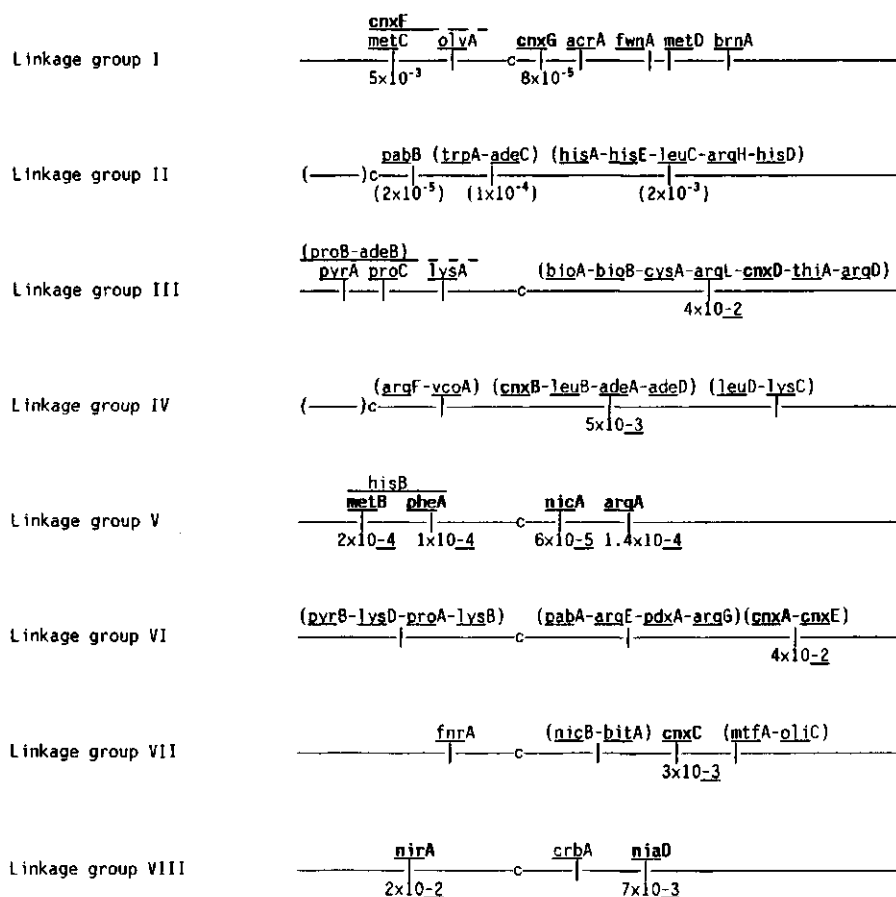 cnxF
metC olvA cnxG acrA fwnA metD brnA
Linkage group I c
5x10-3 8x10-5
pabB (trpA-adeC) (hisA-hisE-leuC-argH-hisD)
Linkage group II ( )c
(2x10-5) (1x10-4) (2x10-3)
(proB-adeB)
pyrA proC lysA (bioA-bioB-cysA-argL-cnxD-thiA-argD)
Linkage group III c
4x10-2
(argF-vcoA) (cnxB-leuB-adeA-adeD) (leuD-lysC)
Linkage group IV ( )c
5x10-3
hisB
metB pheA nicA argA
Linkage group V c
2x10-4 1x10-4 6x10-5 1.4x10-4
(pyrB-lysD-proA-lysB) (pabA-argE-pdxA-argG)(cnxA-cnxE)
Linkage group VI c
4x10-2
fnrA (nicB-bitA) cnxC (mtfA-oliC)
Linkage group VII c
3x10-3
nirA crbA niaD
Linkage group VIII c
2x10-2 7x10-3